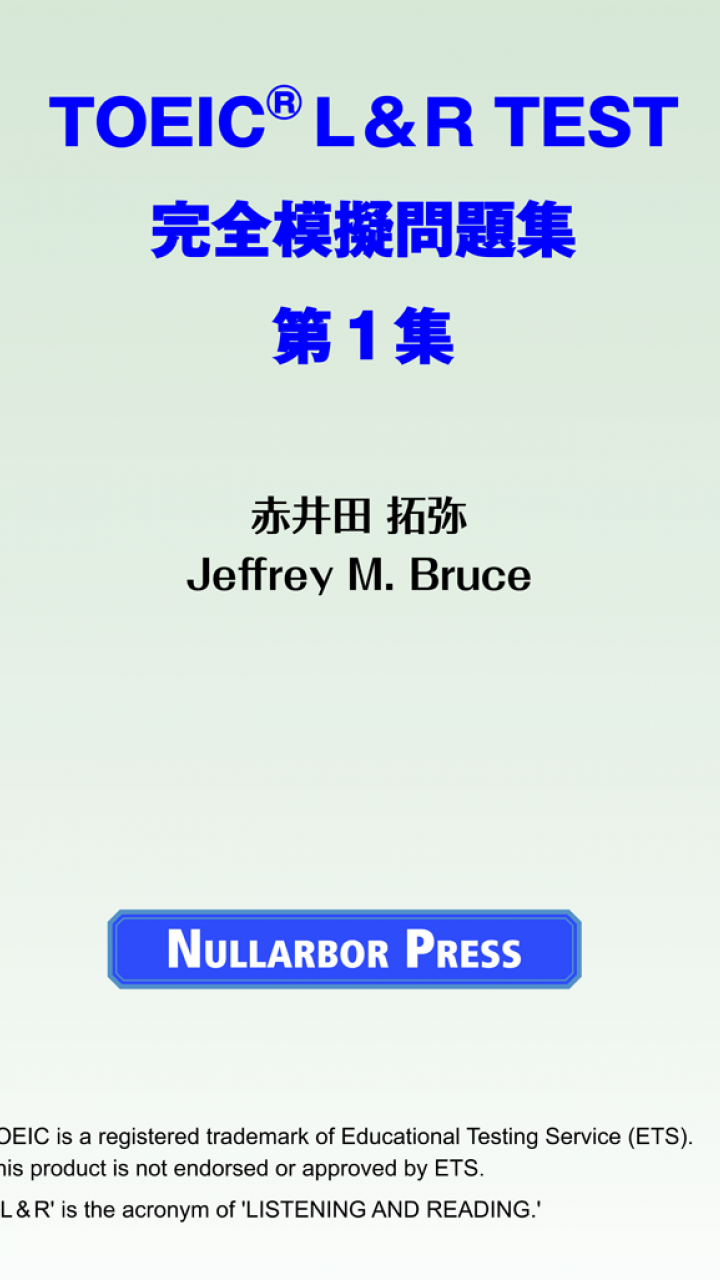 TOEIC® L&R TEST
完全模擬問題集
第1集
赤井田 拓弥
Jeffrey M. Bruce
NULLARBOR PRESS
OEIC is a registered trademark of Educational Testing Service (ETS).
his product is not endorsed or approved by ETS.
L&R' is the acronym of 'LISTENING AND READING.'